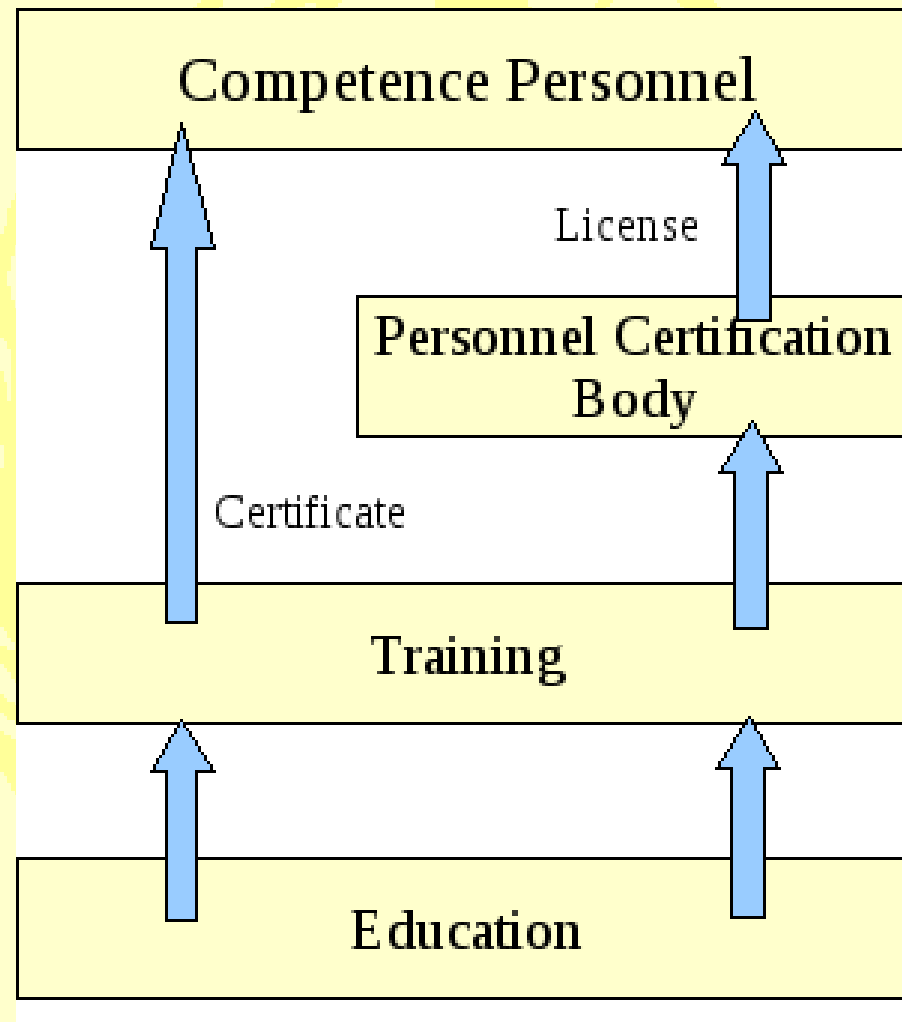 Competence Personnel
License
Personnel Certification
Body
Certificate
Training
Education